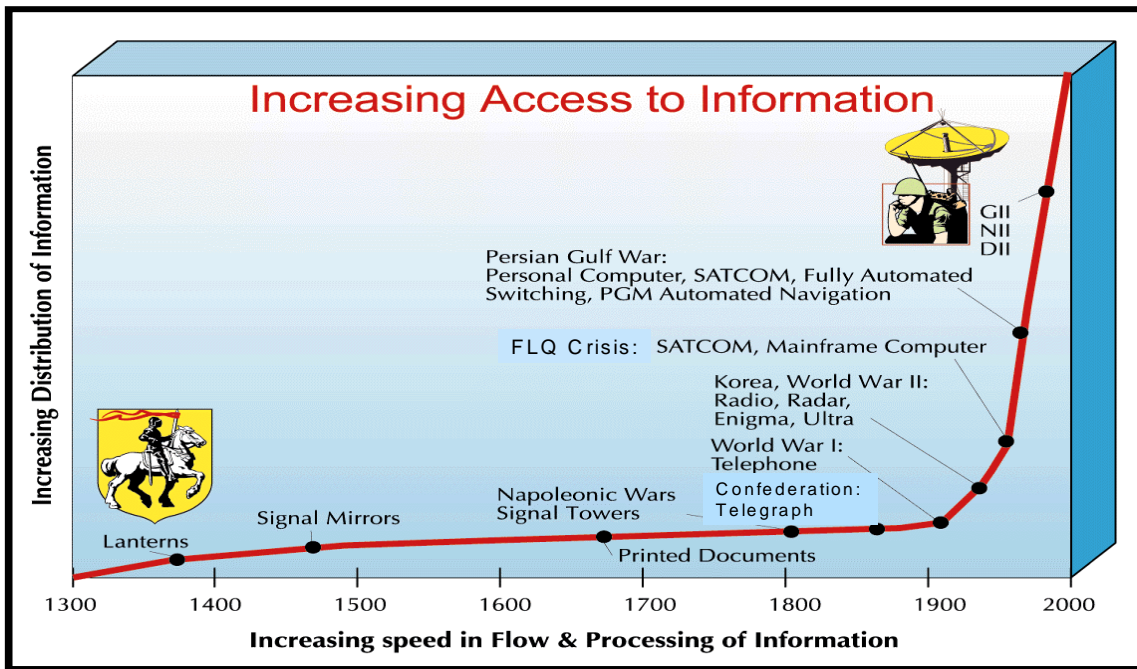 Increasing Access to Information
Increasing Distribution of Information
GII
NII
DII
Persian Gulf War:
Personal Computer, SATCOM, Fully Automated
Switching, PGM Automated Navigation
FLQ Crisis: SATCOM, Mainframe Computer
Korea, World War II:
Radio, Radar,
Enigma, Ultra
World War I:
Telephone
Confederation:
Telegraph
Napoleonic Wars
Signal Towers
Signal Mirrors
Lanterns
Printed Documents
1300 1400 1500 1600 1700 1800 1900 2000
Increasing speed in Flow & Processing of Information